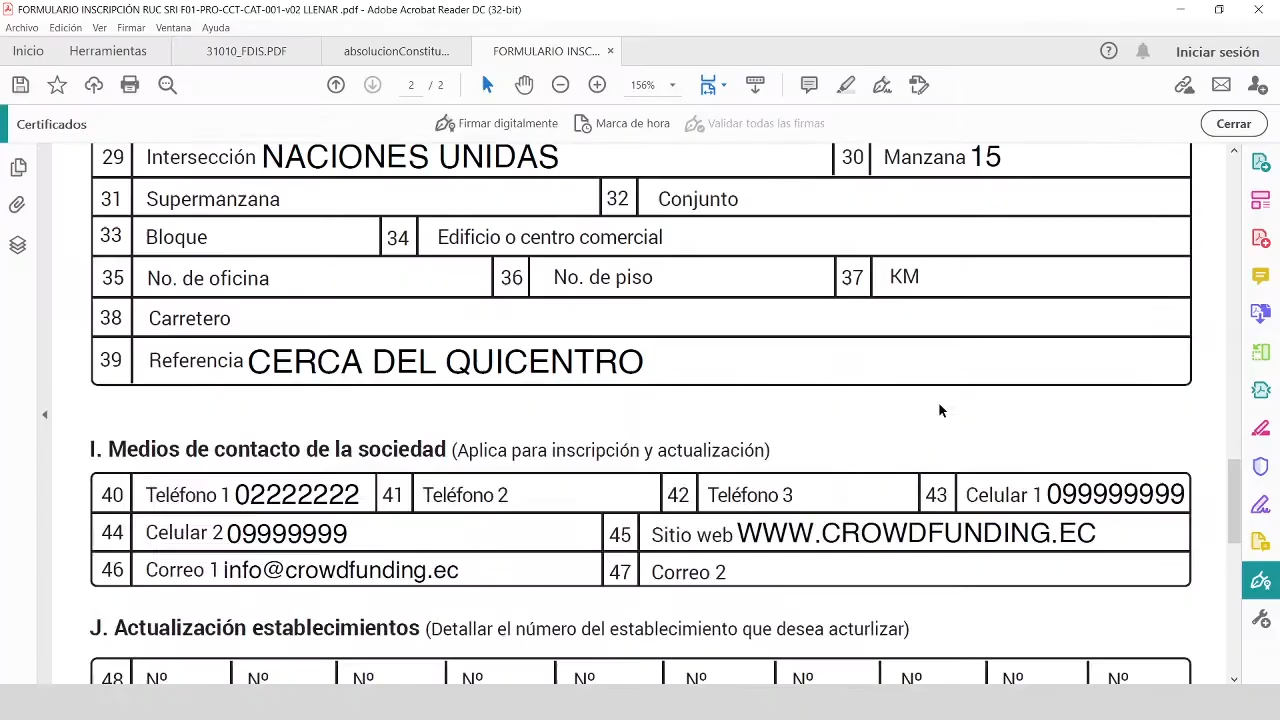 FORMULARIO INSCRIPCIÓN RUC SRI F01-PRO-CCT-CAT-001-v02 LLENAR .pdf - Adobe Acrobat Reader DC (32-bit)
Archivo Edición Ver Firmar Ventana Ayuda
Inicio Herramientas 31010_FDIS.PDF absolucionConstitu... FORMULARIO INSC... × Iniciar sesión
2 / 2 156%
Certificados Firmar digitalmente Marca de hora Validar todas las firmas Cerrar
29 Intersección NACIONES UNIDAS 30 Manzana 15
31 Supermanzana 32 Conjunto
33 Bloque 34 Edificio o centro comercial
35 No. de oficina 36 No. de piso 37 KM
38 Carretero
39 Referencia CERCA DEL QUICENTRO
I. Medios de contacto de la sociedad (Aplica para inscripción y actualización)
40 Teléfono 1 02222222 41 Teléfono 2 42 Teléfono 3 43 Celular 1 099999999
44 Celular 2 09999999 45 Sitio web WWW.CROWDFUNDING.EC
46 Correo 1 info@crowdfunding.ec 47 Correo 2
J. Actualización establecimientos (Detallar el número del establecimiento que desea acturlizar)
48 Nº Nº Nº Nº Nº Nº Nº Nº Nº Nº